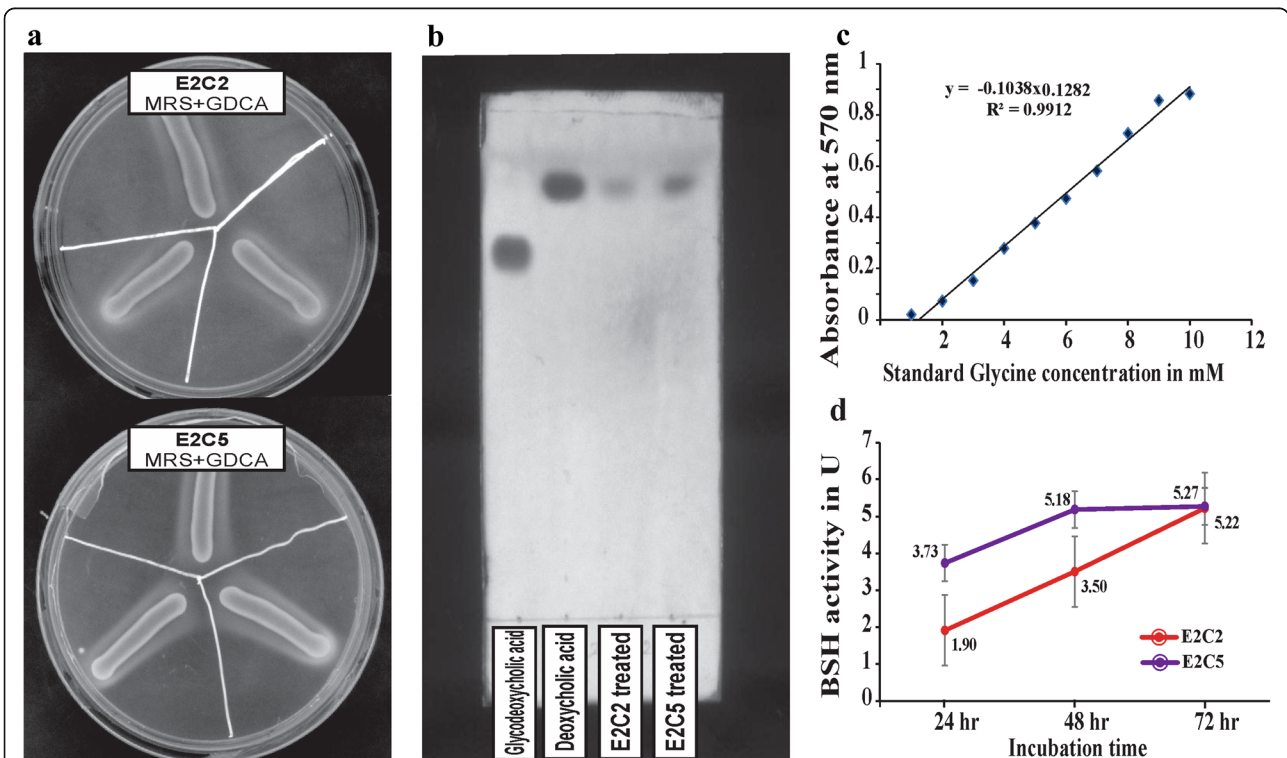 a
E2C2
MRS+GDCA
E2C5
MRS+GDCA
b
Glycodeoxycholic acid
Deoxycholic acid
E2C2 treated
E2C5 treated
c
Absorbance at 570 nm
1
0.8
0.6
0.4
0.2
0
y = -0.1038x0.1282
R² = 0.9912
2
4
6
8
10
12
Standard Glycine concentration in mM
d
BSH activity in U
7
6
5
4
3
2
1
0
3.73
5.18
5.27
5.22
3.50
1.90
E2C2
E2C5
24 hr
48 hr
72 hr
Incubation time